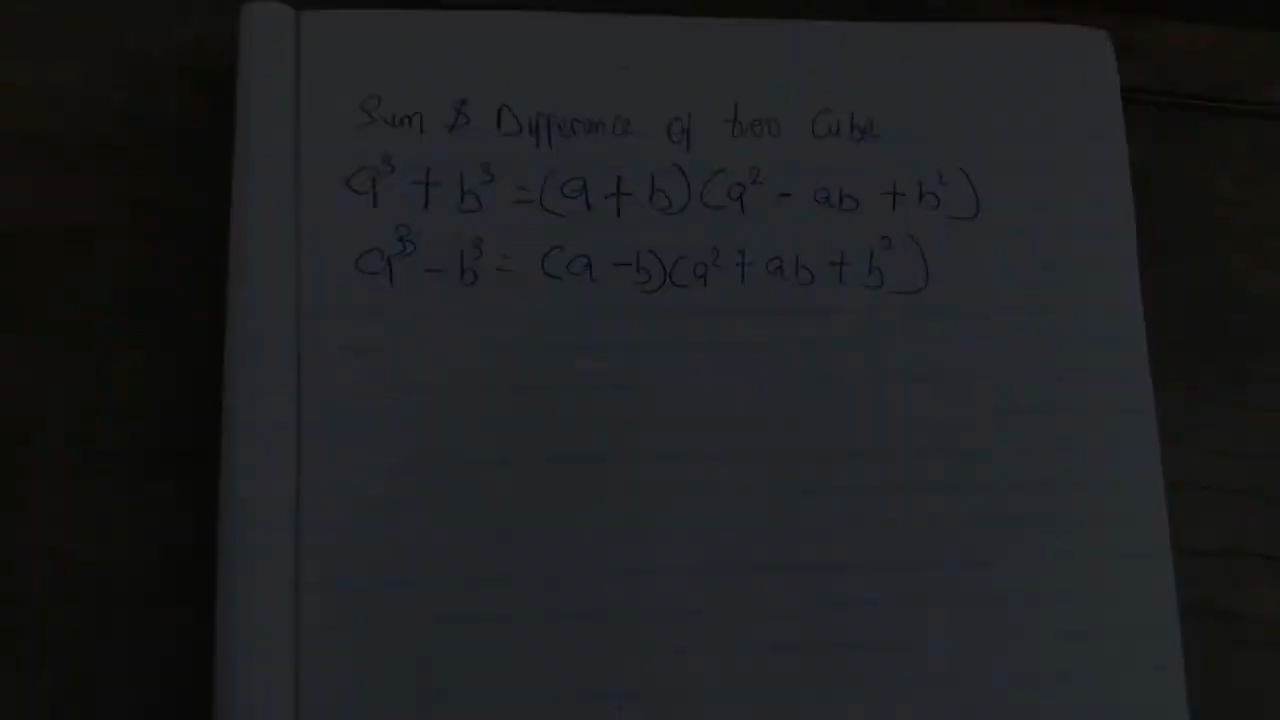 Sum & Difference of two Cube
a³ + b³ = (a + b)(a² - ab + b²)
a³ - b³ = (a - b)(a² + ab + b²)